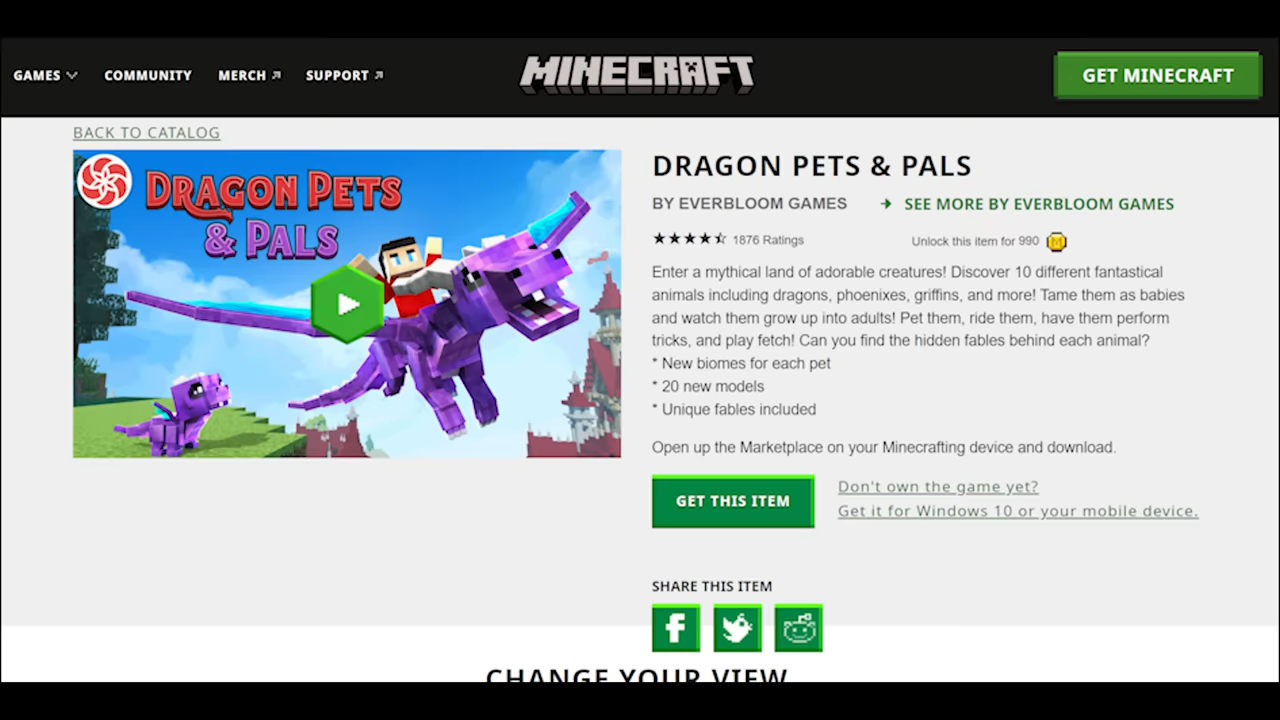 GAMES
COMMUNITY
MERCH
SUPPORT
MINECRAFT
GET MINECRAFT
BACK TO CATALOG
DRAGON PETS
& PALS
DRAGON PETS & PALS
BY EVERBLOOM GAMES
SEE MORE BY EVERBLOOM GAMES
1876 Ratings
Unlock this item for 990
Enter a mythical land of adorable creatures! Discover 10 different fantastical
animals including dragons, phoenixes, griffins, and more! Tame them as babies
and watch them grow up into adults! Pet them, ride them, have them perform
tricks, and play fetch! Can you find the hidden fables behind each animal?
* New biomes for each pet
* 20 new models
* Unique fables included
Open up the Marketplace on your Minecrafting device and download.
GET THIS ITEM
Don't own the game yet?
Get it for Windows 10 or your mobile device.
SHARE THIS ITEM
CHANGE YOUR VIEW